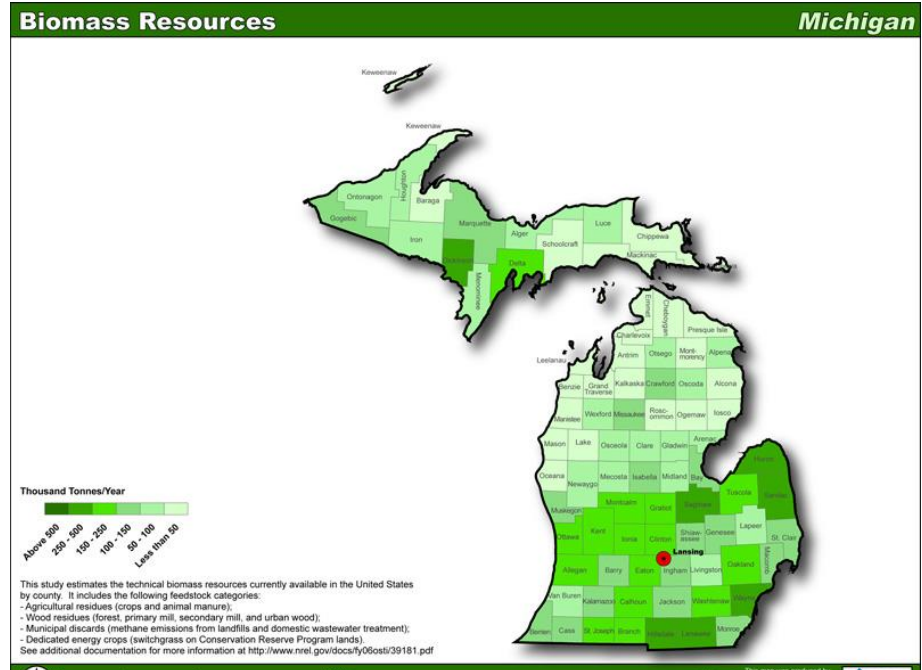 Biomass Resources
Michigan
Keweenaw
Keweenaw
Houghton
Ontonagon
Baraga
Gogebic
Marquette
Iron
Alger
Luce
Schoolcraft
Chippewa
Mackinac
Dickinson
Delta
Menominee
Emmet
Cheboygan
Presque Isle
Charlevoix
Leelanau
Antrim
Otsego
Mont-
morency
Alpena
Benzie
Grand
Traverse
Kalkaska
Crawford
Oscoda
Alcona
Manistee
Wexford
Missaukee
Rosc-
ommon
Ogemaw
Iosco
Mason
Lake
Osceola
Clare
Gladwin
Arenac
Huron
Oceana
Newaygo
Mecosta
Isabella
Midland
Bay
Tuscola
Sanilac
Muskegon
Montcalm
Gratiot
Saginaw
Lapeer
Ottawa
Kent
Ionia
Clinton
Shiaw-
assee
Genesee
St. Clair
Lansing
Allegan
Barry
Eaton
Ingham
Livingston
Oakland
Macomb
Van Buren
Kalamazoo
Calhoun
Jackson
Washtenaw
Wayne
Berrien
Cass
St. Joseph
Branch
Hillsdale
Lenawee
Monroe
Thousand Tonnes/Year
Above 500
250 - 500
150 - 250
100 - 150
50 - 100
Less than 50
This study estimates the technical biomass resources currently available in the United States
by county. It includes the following feedstock categories:
- Agricultural residues (crops and animal manure);
- Wood residues (forest, primary mill, secondary mill, and urban wood);
- Municipal discards (methane emissions from landfills and domestic wastewater treatment);
- Dedicated energy crops (switchgrass on Conservation Reserve Program lands).
See additional documentation for more information at http://www.nrel.gov/docs/fy06osti/39181.pdf